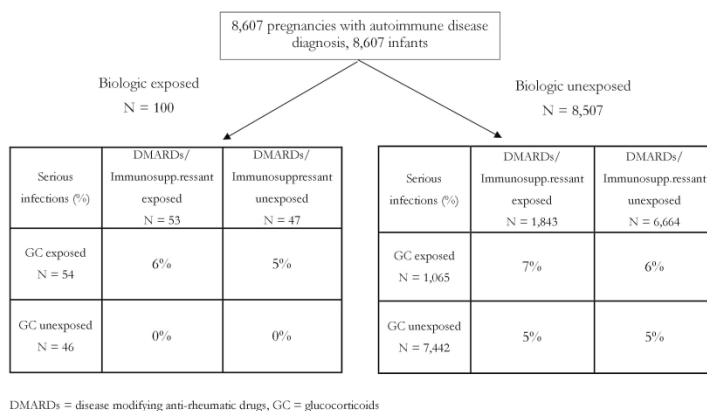 8,607 pregnancies with autoimmune disease
diagnosis, 8,607 infants
Biologic exposed
N = 100
Biologic unexposed
N = 8,507
Serious
infections (%)
DMARDs/
Immunosupp.ressant
exposed
N = 53
DMARDs/
Immunosuppressant
unexposed
N = 47
GC exposed
N = 54
6%
5%
GC unexposed
N = 46
0%
0%
Serious
infections (%)
DMARDs/
Immunosupp.ressant
exposed
N = 1,843
DMARDs/
Immunosupp.ressant
unexposed
N = 6,664
GC exposed
N = 1,065
7%
6%
GC unexposed
N = 7,442
5%
5%
DMARDs = disease modifying anti-rheumatic drugs, GC = glucocorticoids